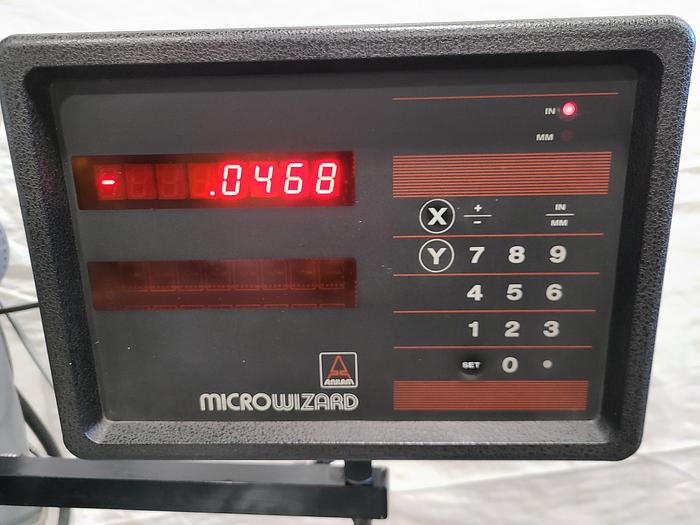 IN
MM
- .0468
X + - IN MM
Y 7 8 9
4 5 6
1 2 3
SET 0 .
ANILAM
MICROWIZARD